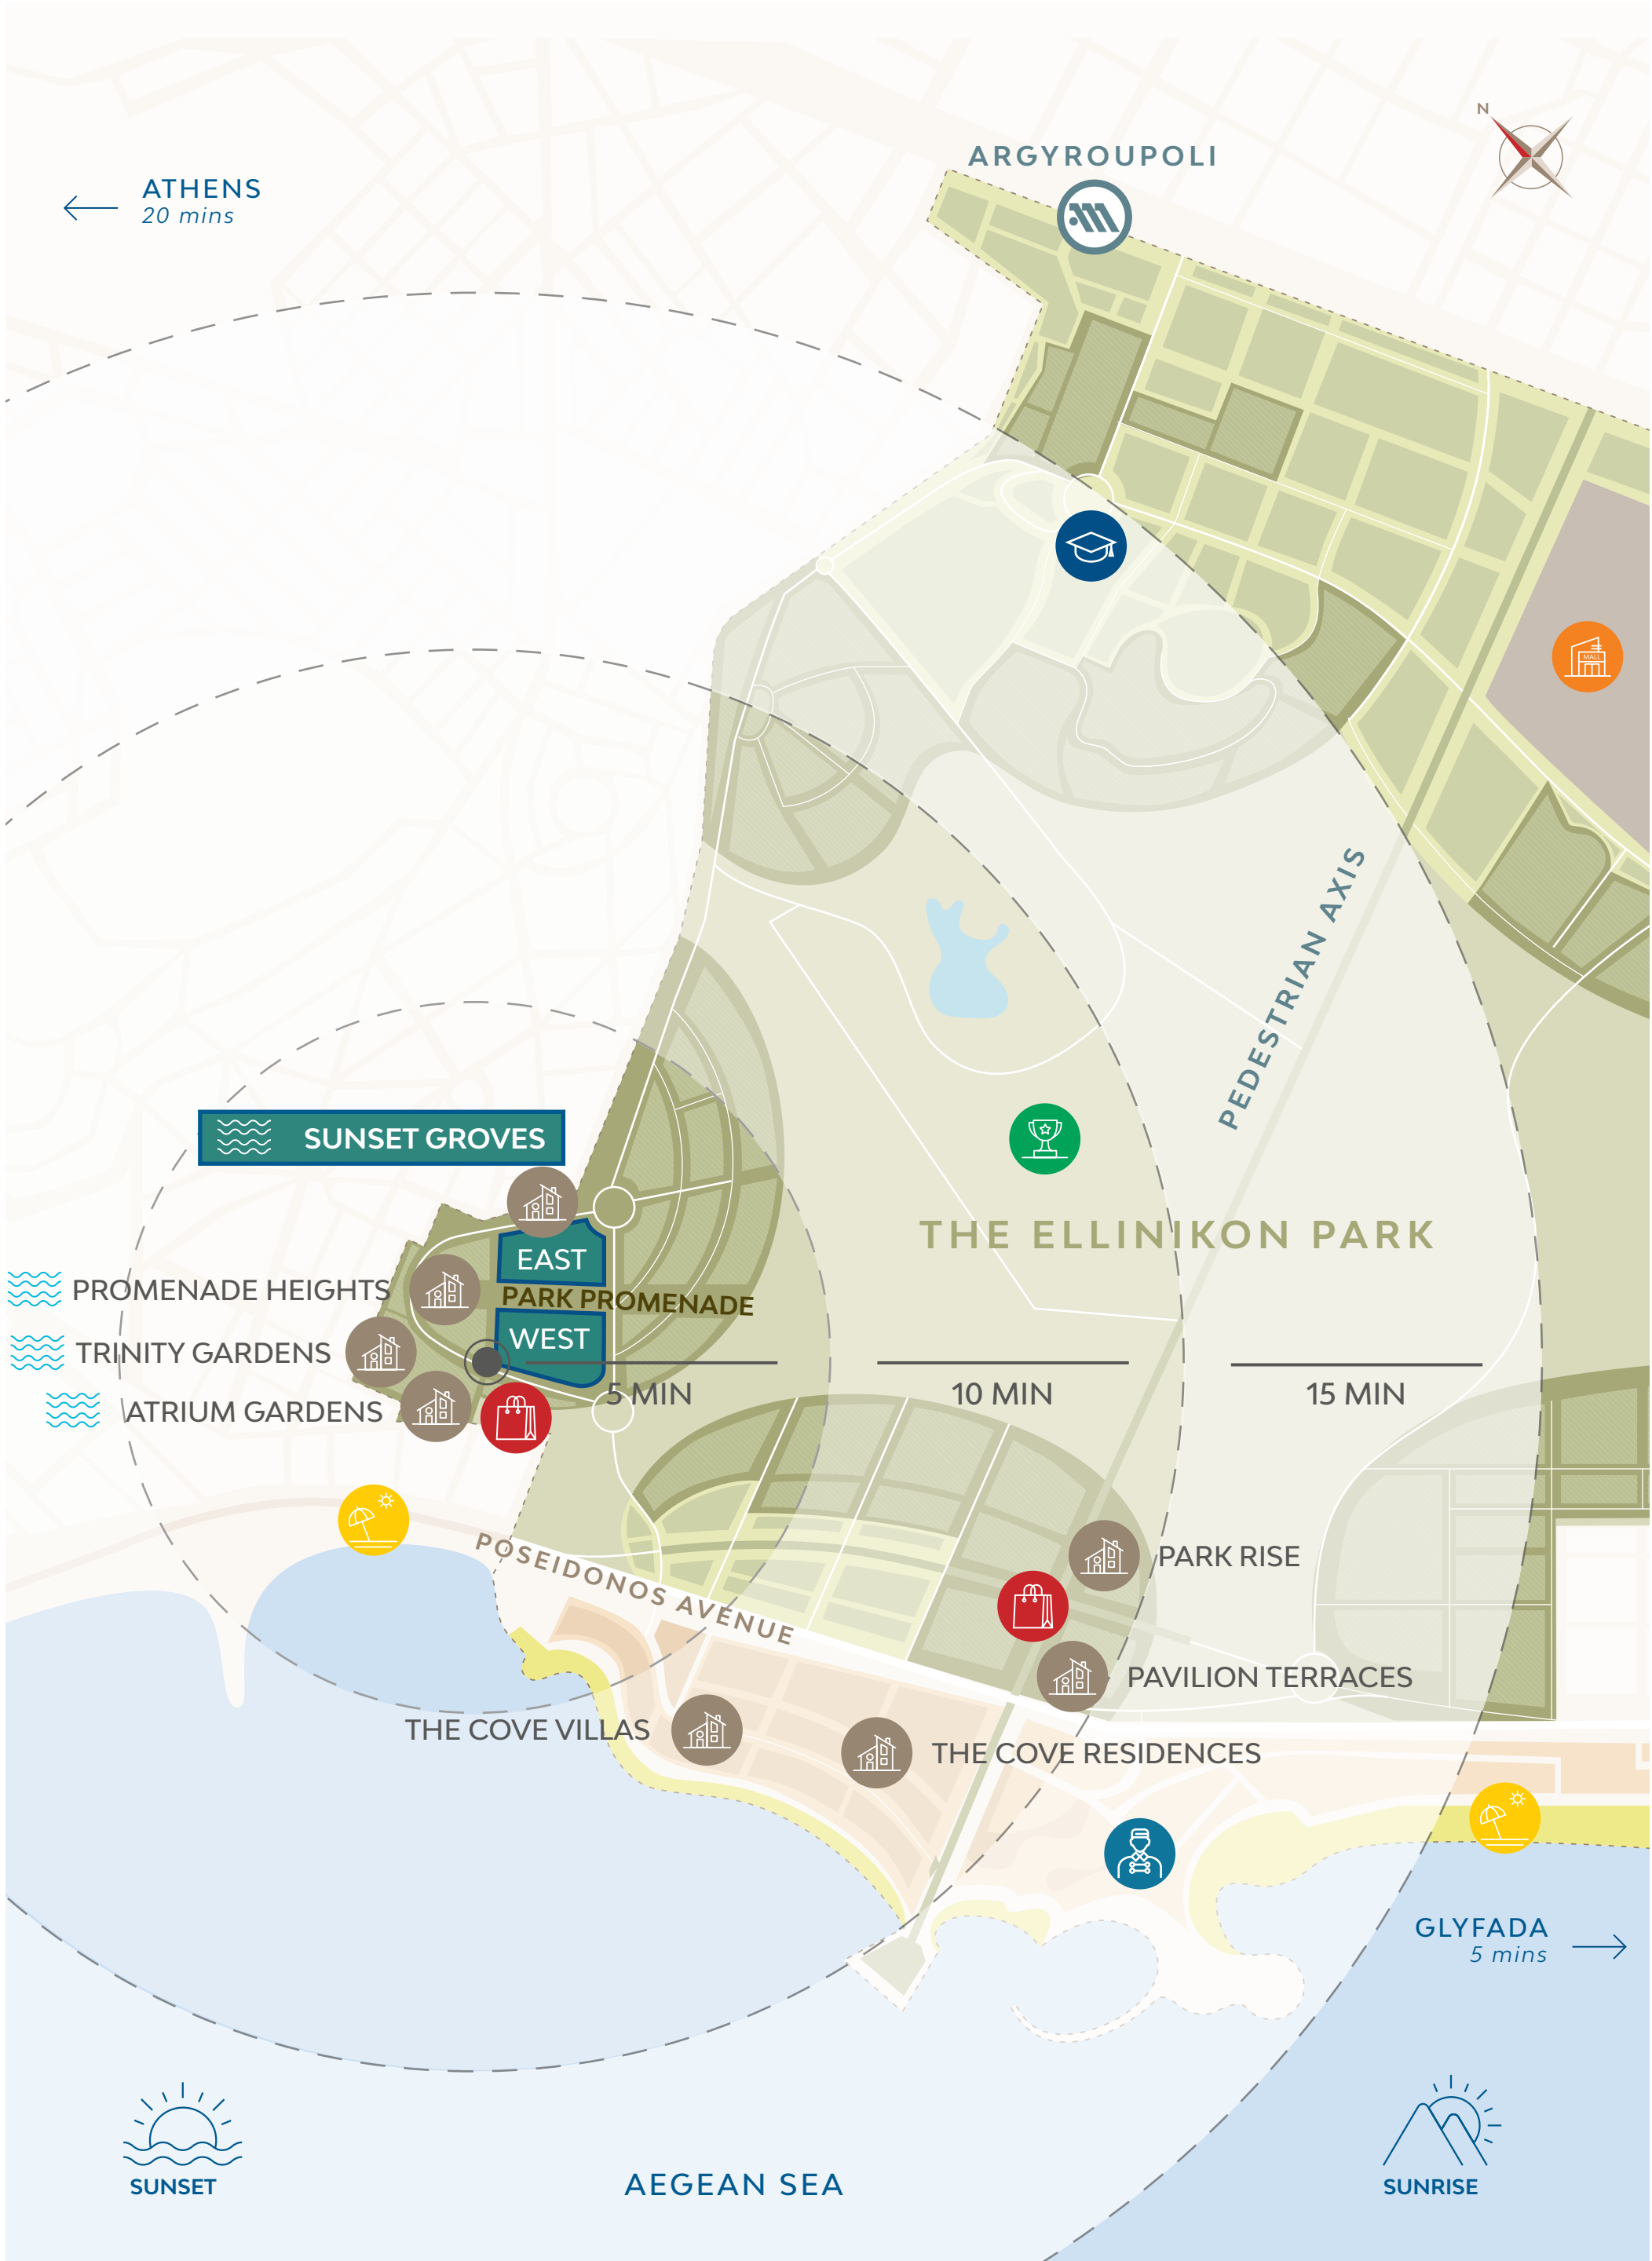 N
ARGYROUPOLI
ATHENS
20 mins
MALL
PEDESTRIAN AXIS
SUNSET GROVES
THE ELLINIKON PARK
EAST
PROMENADE HEIGHTS
PARK PROMENADE
WEST
TRINITY GARDENS
5 MIN
10 MIN
15 MIN
ATRIUM GARDENS
POSEIDONOS AVENUE
PARK RISE
PAVILION TERRACES
THE COVE VILLAS
THE COVE RESIDENCES
GLYFADA
5 mins
SUNSET
AEGEAN SEA
SUNRISE